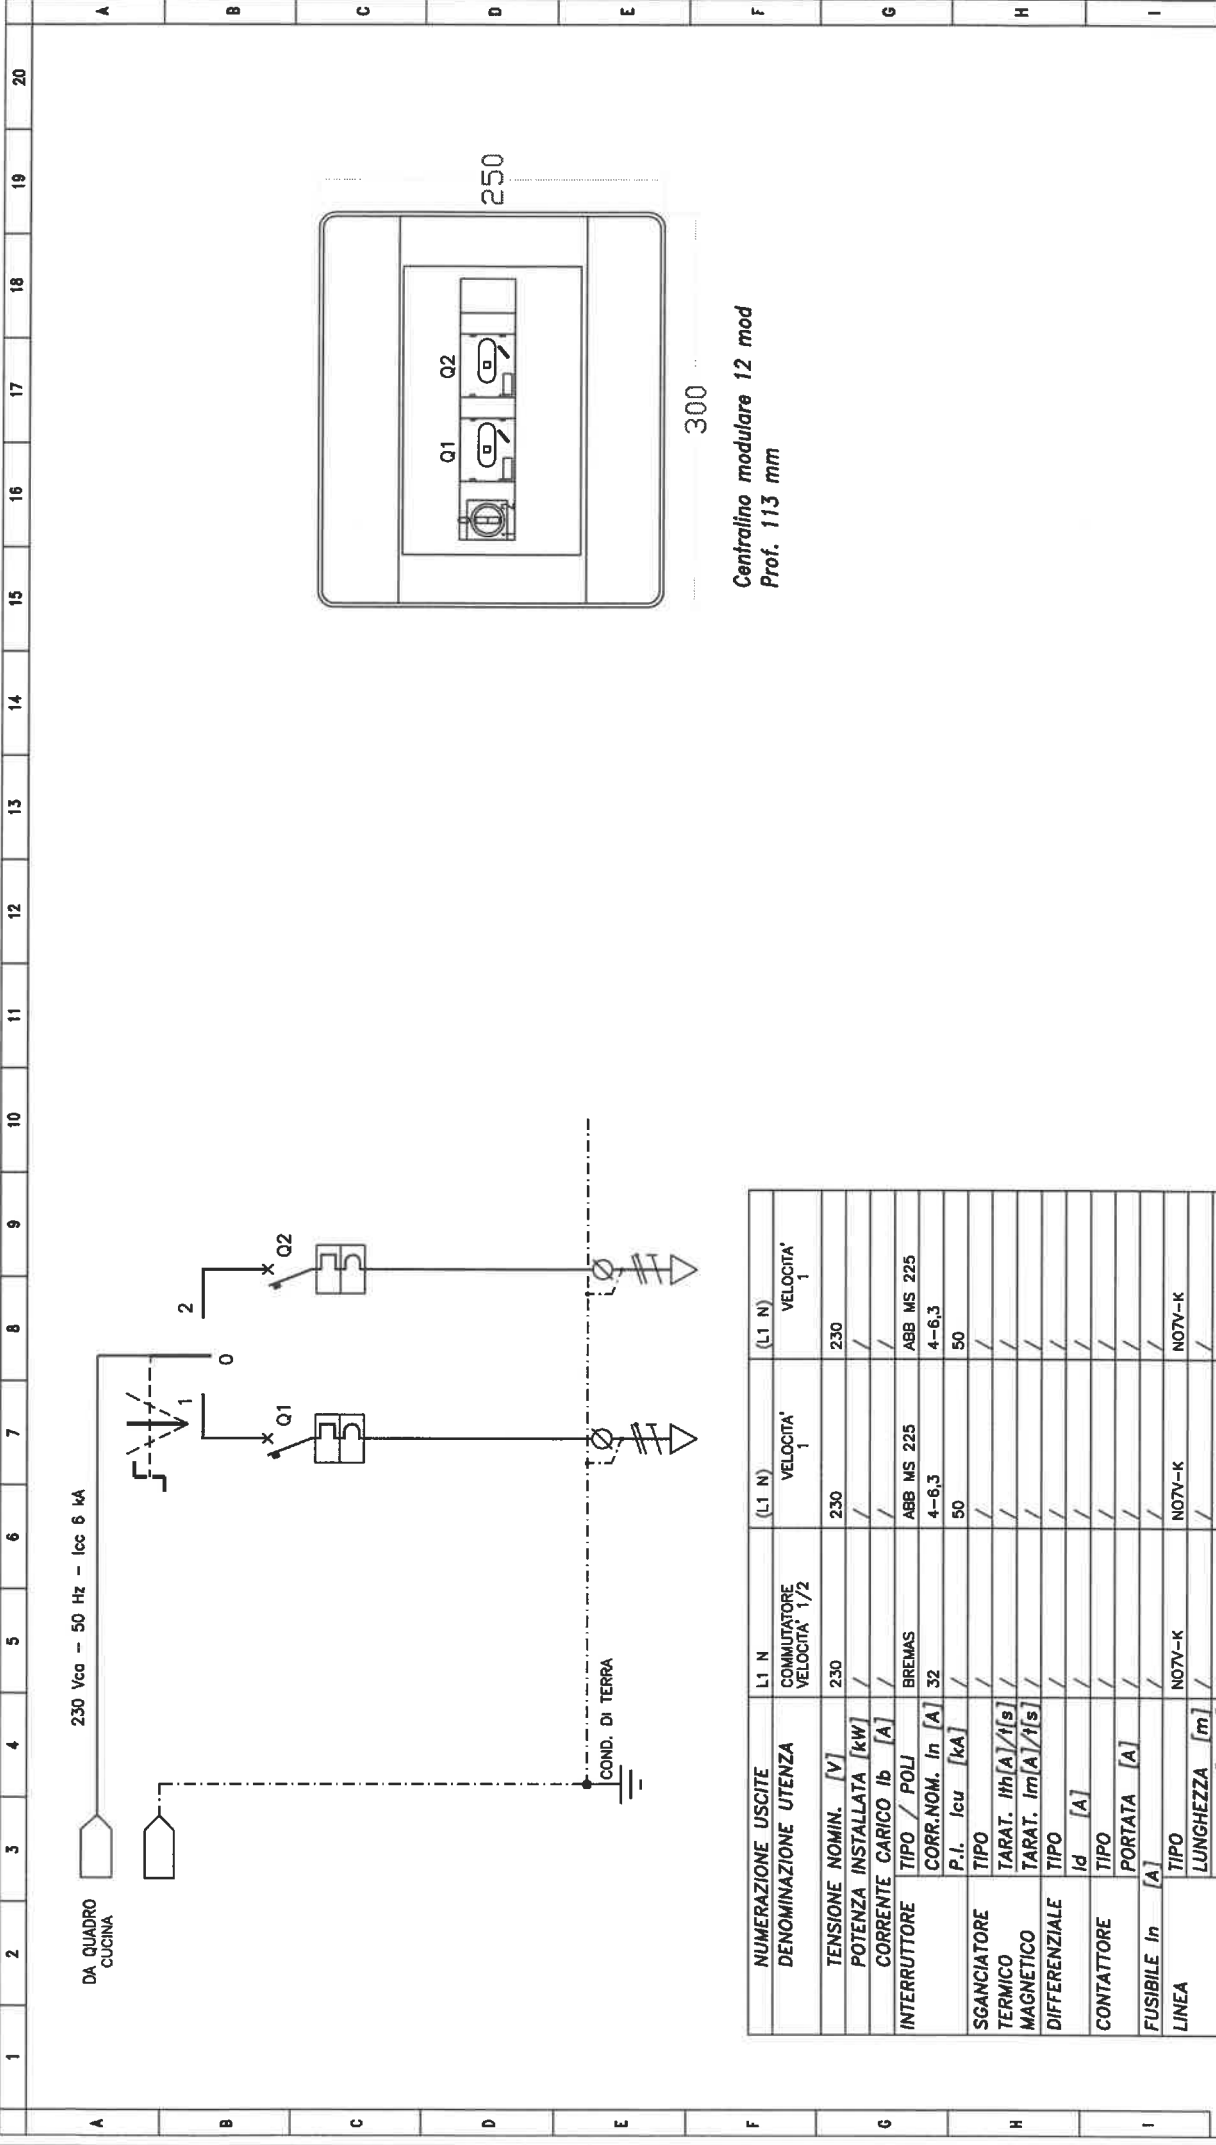 1 2 3 4 5 6 7 8 9 10 11 12 13 14 15 16 17 18 19 20
A
B
C
D
E
F
G
H
I
A
B
C
D
E
F
G
H
I
DA QUADRO
CUCINA
230 Vca - 50 Hz - Icc 6 kA
1
0
2
Q1
Q2
COND. DI TERRA
Q1
Q2
250
300
Centralino modulare 12 mod
Prof. 113 mm
NUMERAZIONE USCITE L1 N (L1 N) (L1 N)
DENOMINAZIONE UTENZA COMMUTATORE VELOCITA' 1/2 VELOCITA' 1 VELOCITA' 1
TENSIONE NOMIN. [V] 230 230 230
POTENZA INSTALLATA [kW] / / /
CORRENTE CARICO Ib [A] / / /
INTERRUTTORE TIPO / POLI BREMAS ABB MS 225 ABB MS 225
CORR.NOM. In [A] 32 4-6,3 4-6,3
P.I. Icu [kA] / 50 50
SGANCIATORE TIPO / / /
TERMICO TARAT. Ith[A]/t[s] / / /
MAGNETICO TARAT. Im[A]/t[s] / / /
DIFFERENZIALE TIPO / / /
Id [A] / / /
CONTATTORE TIPO / / /
PORTATA [A] / / /
FUSIBILE In [A] / / /
LINEA TIPO N07V-K N07V-K N07V-K
LUNGHEZZA [m] / / /